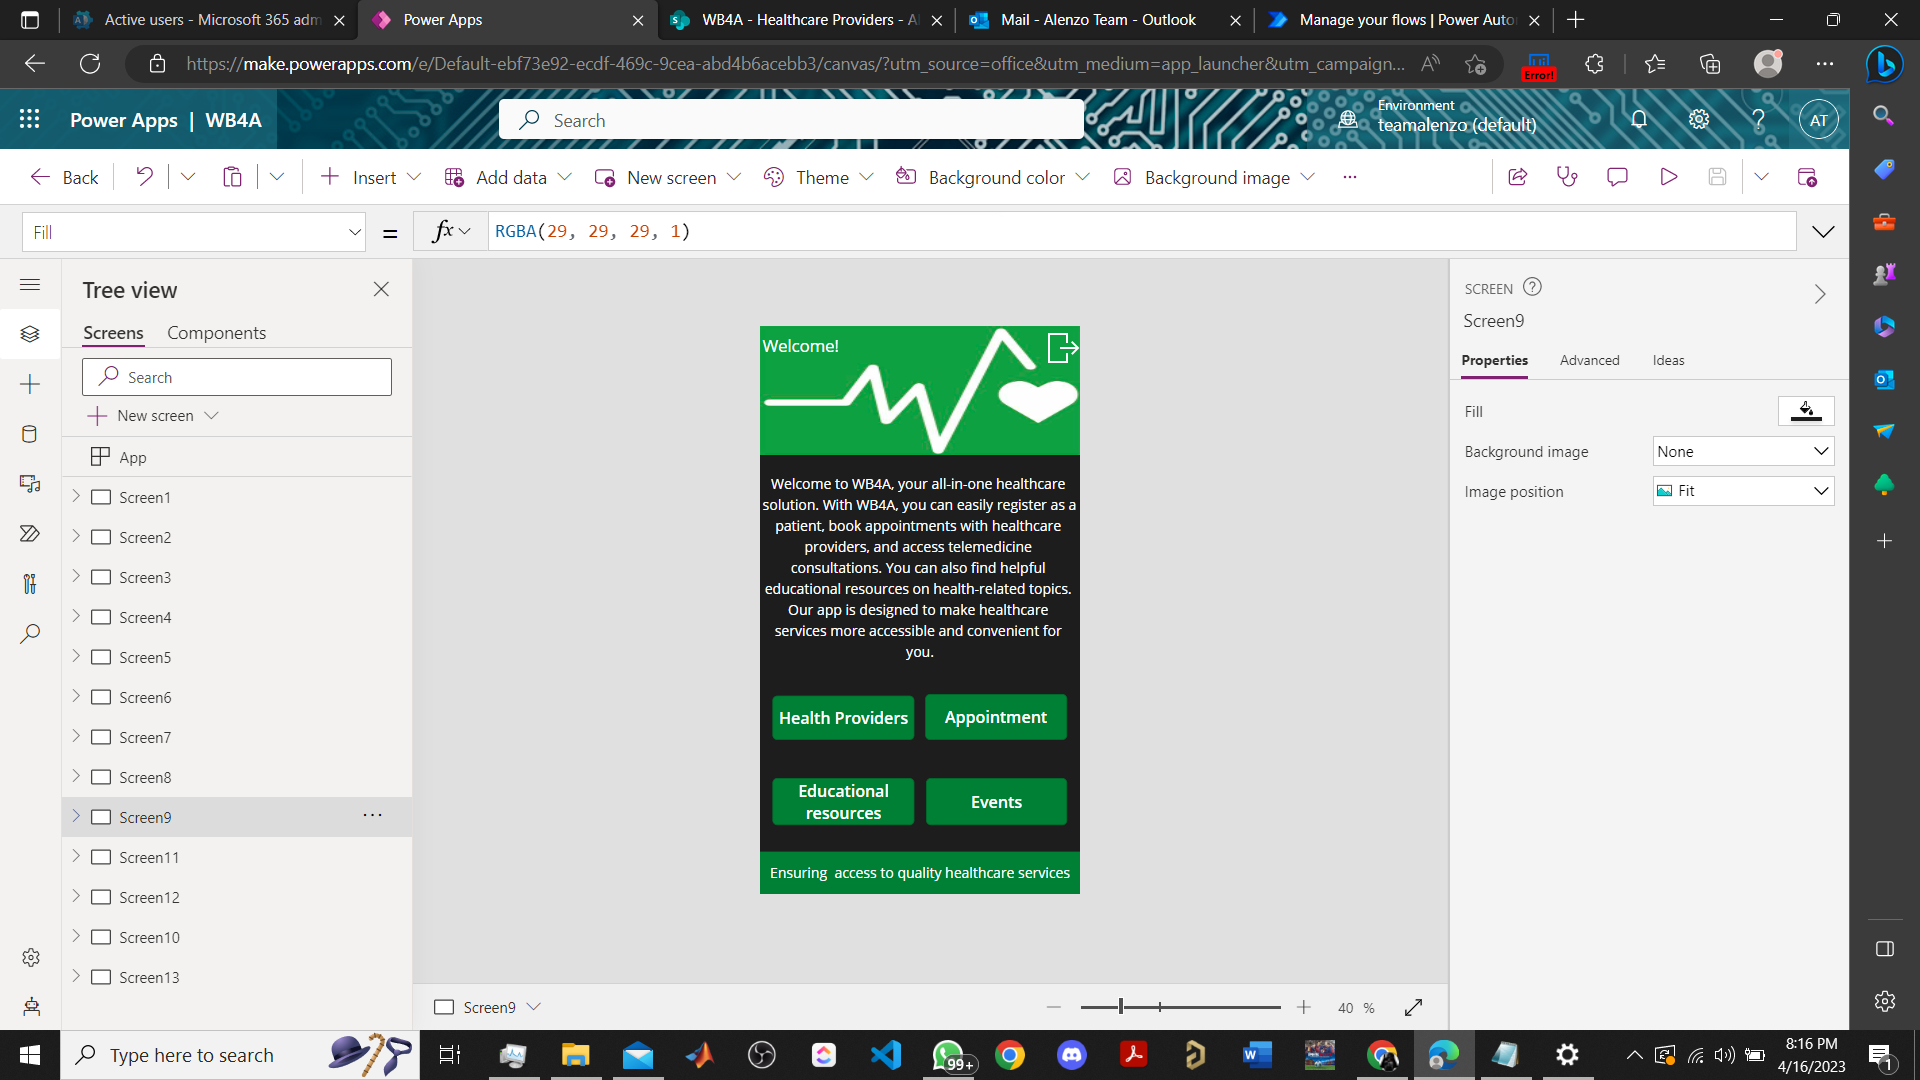 Active users - Microsoft 365 adm
Power Apps
WB4A - Healthcare Providers - Al
Mail - Alenzo Team - Outlook
Manage your flows | Power Auto
https://make.powerapps.com/e/Default-ebf73e92-ecdf-469c-9cea-abd4b6acebb3/canvas/?utm_source=office&utm_medium=app_launcher&utm_campaign...
Error!
Power Apps | WB4A
Search
Environment
teamalenzo (default)
AT
Back
Insert
Add data
New screen
Theme
Background color
Background image
Fill
=
fx
RGBA(29, 29, 29, 1)
Tree view
Screens
Components
Search
New screen
App
Screen1
Screen2
Screen3
Screen4
Screen5
Screen6
Screen7
Screen8
Screen9
Screen11
Screen12
Screen10
Screen13
Welcome!
Welcome to WB4A, your all-in-one healthcare
solution. With WB4A, you can easily register as a
patient, book appointments with healthcare
providers, and access telemedicine
consultations. You can also find helpful
educational resources on health-related topics.
Our app is designed to make healthcare
services more accessible and convenient for
you.
Health Providers
Appointment
Educational
resources
Events
Ensuring access to quality healthcare services
Screen9
40 %
SCREEN
Screen9
Properties
Advanced
Ideas
Fill
Background image
None
Image position
Fit
Type here to search
99+
8:16 PM
4/16/2023
1